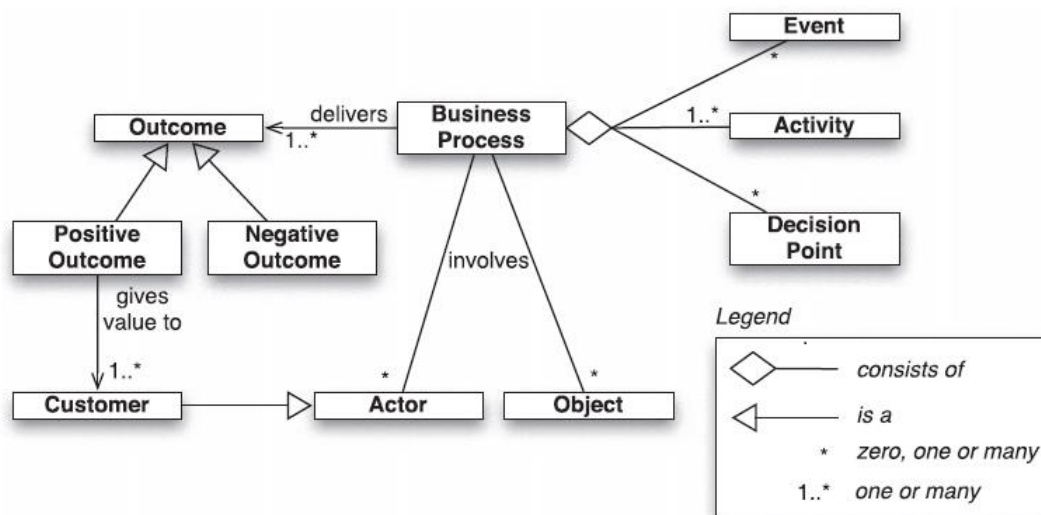 Event
*
delivers
1..*
Business
Process
1..*
Activity
Outcome
*
Decision
Point
Positive
Outcome
Negative
Outcome
involves
gives
value to
1..*
*
*
Customer
Actor
Object
Legend
consists of
is a
* zero, one or many
1..* one or many